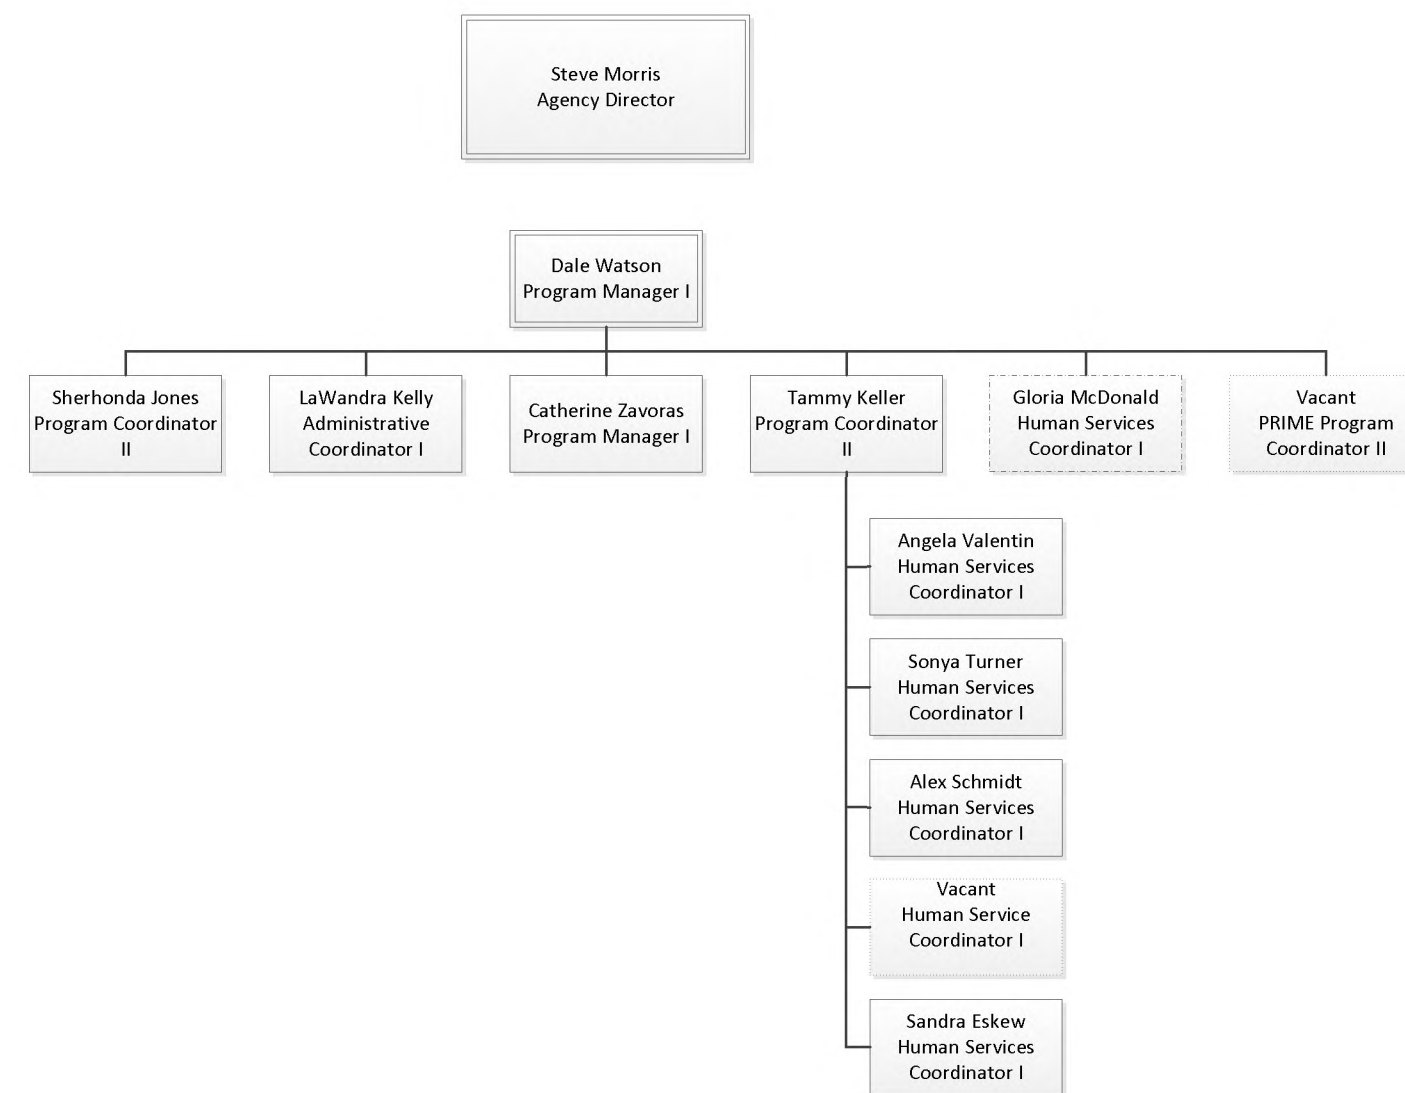 Steve Morris
Agency Director
Dale Watson
Program Manager I
Sherhonda Jones
Program Coordinator
II
LaWandra Kelly
Administrative
Coordinator I
Catherine Zavoras
Program Manager I
Tammy Keller
Program Coordinator
II
Gloria McDonald
Human Services
Coordinator I
Vacant
PRIME Program
Coordinator II
Angela Valentin
Human Services
Coordinator I
Sonya Turner
Human Services
Coordinator I
Alex Schmidt
Human Services
Coordinator I
Vacant
Human Service
Coordinator I
Sandra Eskew
Human Services
Coordinator I